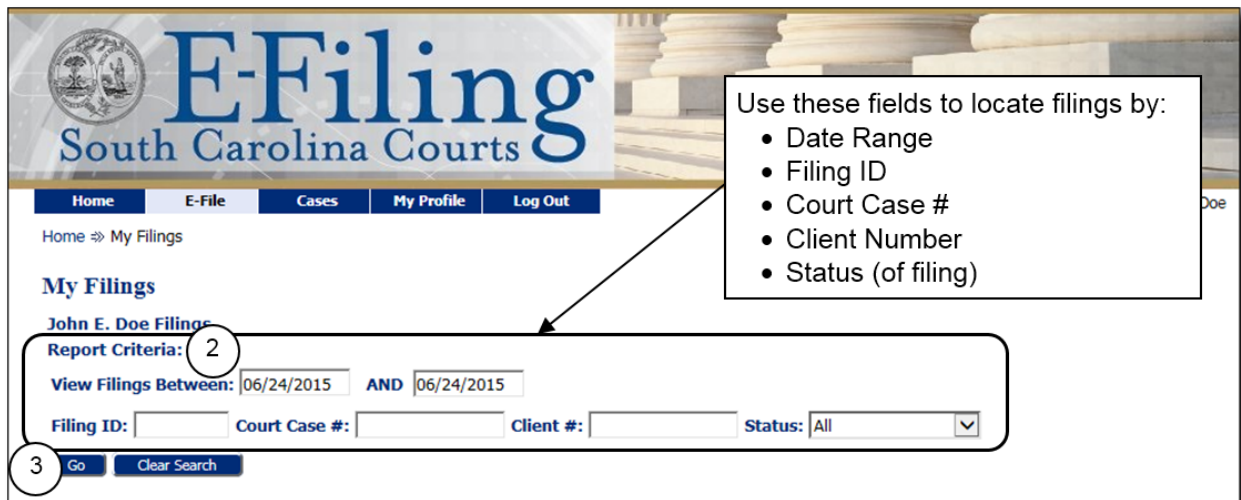 E-Filing
South Carolina Courts
Use these fields to locate filings by:
• Date Range
• Filing ID
• Court Case #
• Client Number
• Status (of filing)
Home E-File Cases My Profile Log Out Doe
Home ⇒ My Filings
My Filings
John E. Doe Filings
Report Criteria: 2
View Filings Between: 06/24/2015 AND 06/24/2015
Filing ID: Court Case #: Client #: Status: All
3 Go Clear Search